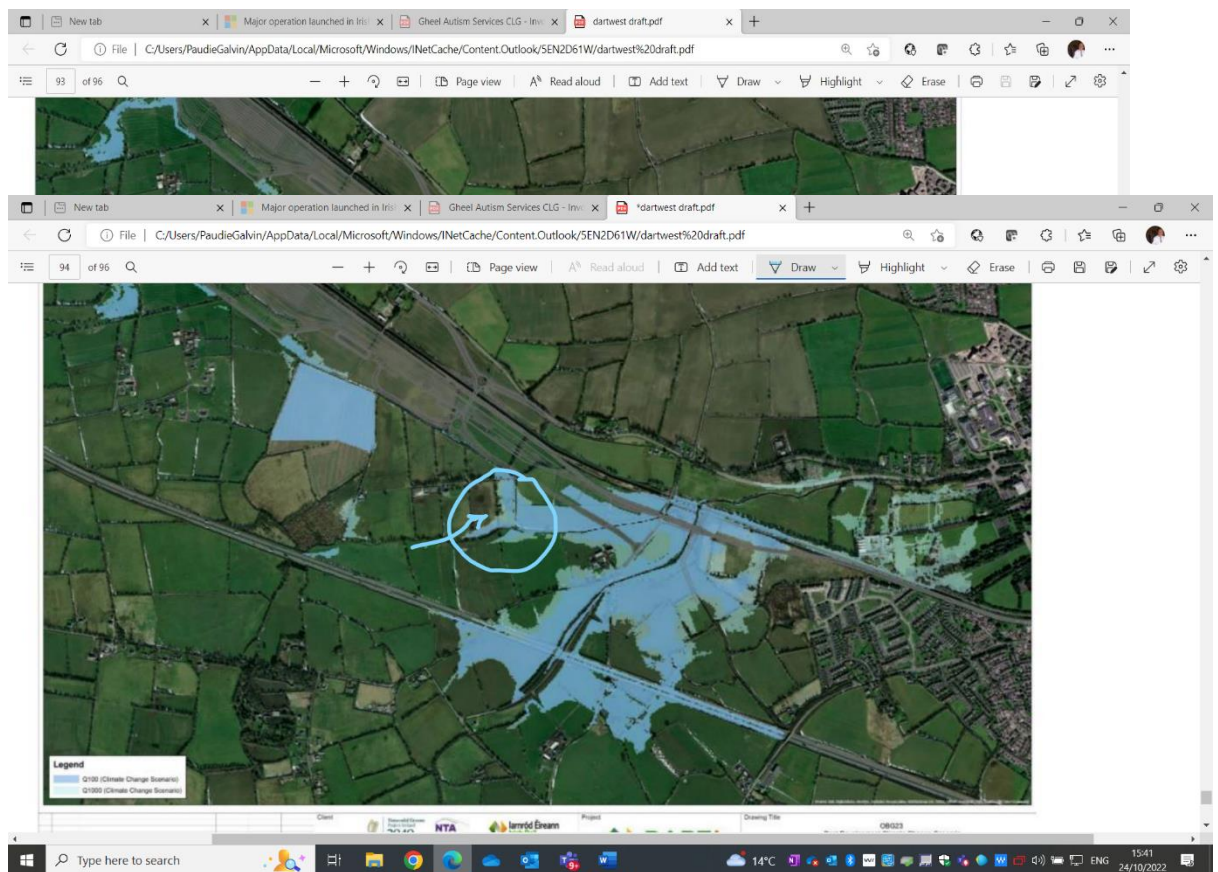 New tab
Major operation launched in Iris
Gheel Autism Services CLG - Invo
dartwest draft.pdf
File | C:/Users/PaudieGalvin/AppData/Local/Microsoft/Windows/INetCache/Content.Outlook/5EN2D61W/dartwest%20draft.pdf
93 of 96 Page view Read aloud Add text Draw Highlight Erase
New tab
Major operation launched in Iris
Gheel Autism Services CLG - Invo
*dartwest draft.pdf
File | C:/Users/PaudieGalvin/AppData/Local/Microsoft/Windows/INetCache/Content.Outlook/5EN2D61W/dartwest%20draft.pdf
94 of 96 Page view Read aloud Add text Draw Highlight Erase
Legend
Q100 (Climate Change Scenario)
Q1000 (Climate Change Scenario)
Client
NTA
Iarnród Éireann
Project
Drawing Title
OBG23
Type here to search
14°C
ENG
15:41
24/10/2022